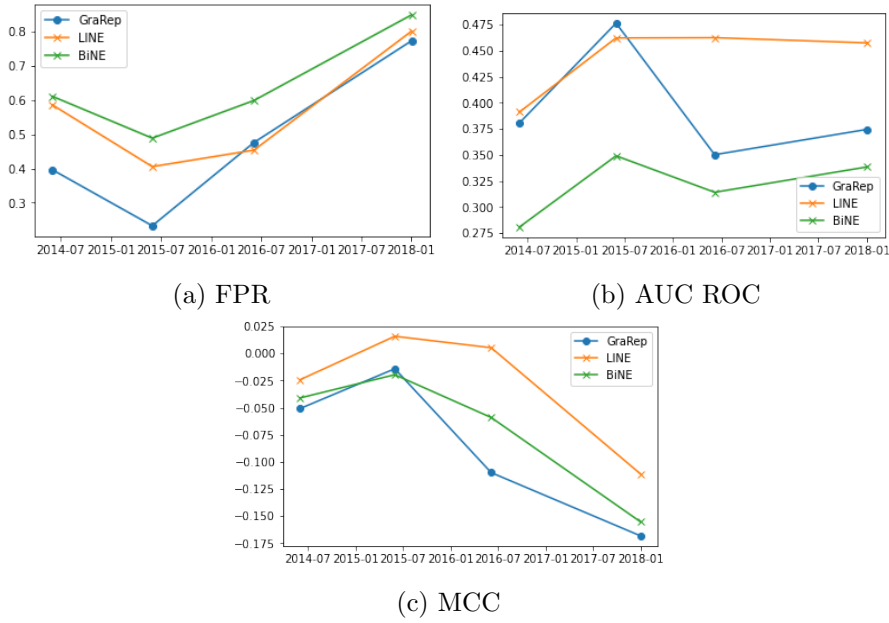 0.8
0.7
0.6
0.5
0.4
0.3
GraRep
LINE
BiNE
2014-07 2015-01 2015-07 2016-01 2016-07 2017-01 2017-07 2018-01
(a) FPR
0.475
0.450
0.425
0.400
0.375
0.350
0.325
0.300
0.275
GraRep
LINE
BiNE
2014-07 2015-01 2015-07 2016-01 2016-07 2017-01 2017-07 2018-01
(b) AUC ROC
0.025
0.000
−0.025
−0.050
−0.075
−0.100
−0.125
−0.150
−0.175
GraRep
LINE
BiNE
2014-07 2015-01 2015-07 2016-01 2016-07 2017-01 2017-07 2018-01
(c) MCC